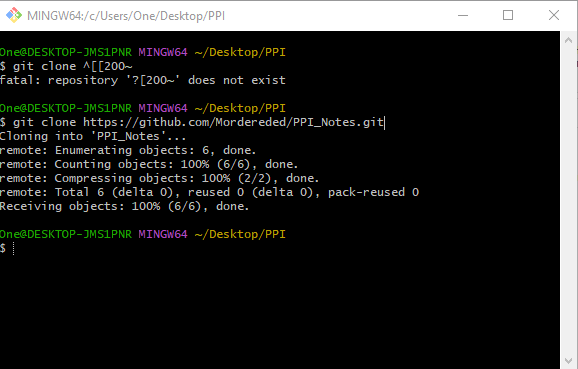 MINGW64:/c/Users/One/Desktop/PPI
One@DESKTOP-JMS1PNR MINGW64 ~/Desktop/PPI
$ git clone ^[[200~
fatal: repository '?[200~' does not exist
One@DESKTOP-JMS1PNR MINGW64 ~/Desktop/PPI
$ git clone https://github.com/Mordereded/PPI_Notes.git
Cloning into 'PPI_Notes'...
remote: Enumerating objects: 6, done.
remote: Counting objects: 100% (6/6), done.
remote: Compressing objects: 100% (2/2), done.
remote: Total 6 (delta 0), reused 0 (delta 0), pack-reused 0
Receiving objects: 100% (6/6), done.
One@DESKTOP-JMS1PNR MINGW64 ~/Desktop/PPI
$